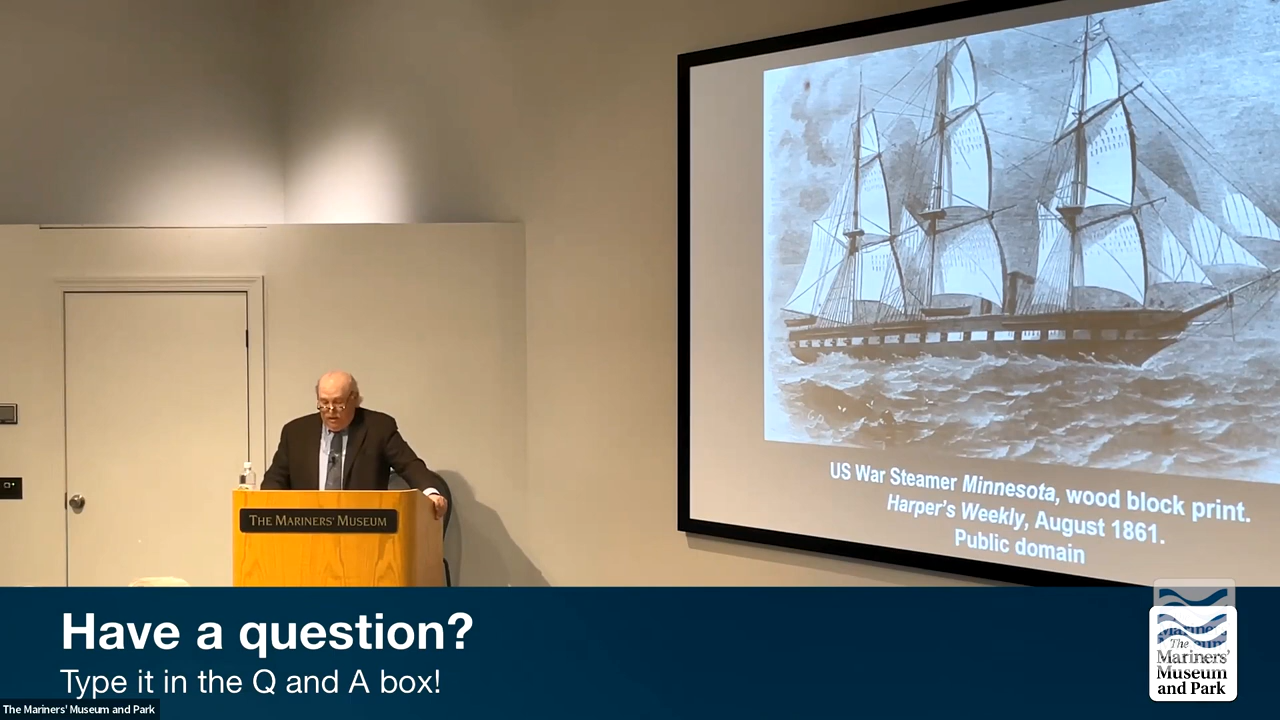 US War Steamer Minnesota, wood block print.
Harper's Weekly, August 1861.
Public domain
THE MARINERS' MUSEUM
Have a question?
Type it in the Q and A box!
The
Mariners'
Museum
and Park
The Mariners' Museum and Park